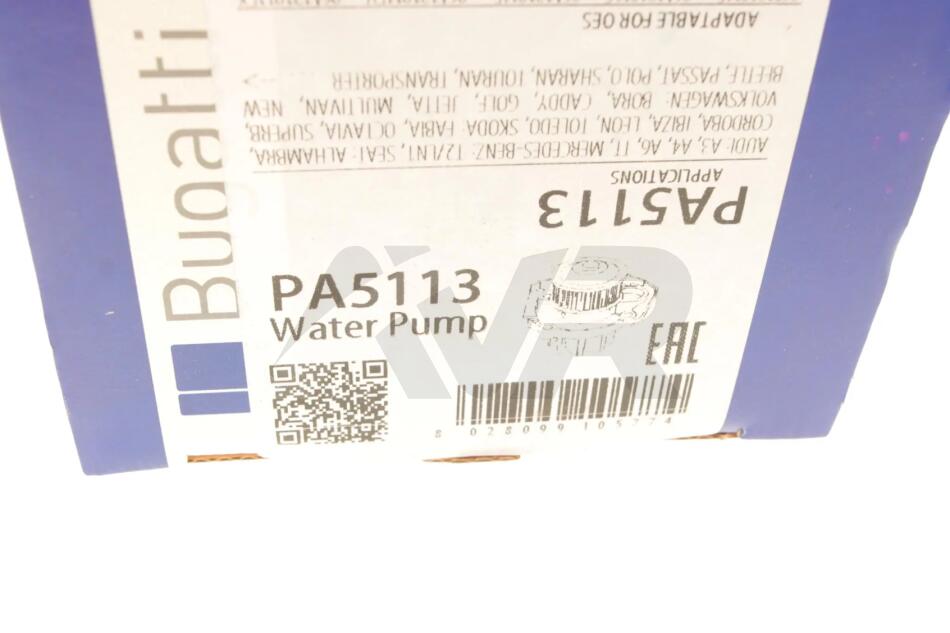 Bugatti
PA5113
Water Pump
EAC
8 028099 105274
PA5113
APPLICATIONS
AUDI: A3, A4, A6, TT, MERCEDES-BENZ: T2/LN1, SEAT: ALHAMBRA,
CORDOBA, IBIZA, LEON, TOLEDO, SKODA: FABIA, OCTAVIA, SUPERB,
VOLKSWAGEN: BORA, CADDY, GOLF, JETTA, MULTIVAN, NEW
BEETLE, PASSAT, POLO, SHARAN, TOURAN, TRANSPORTER
ADAPTABLE FOR OES